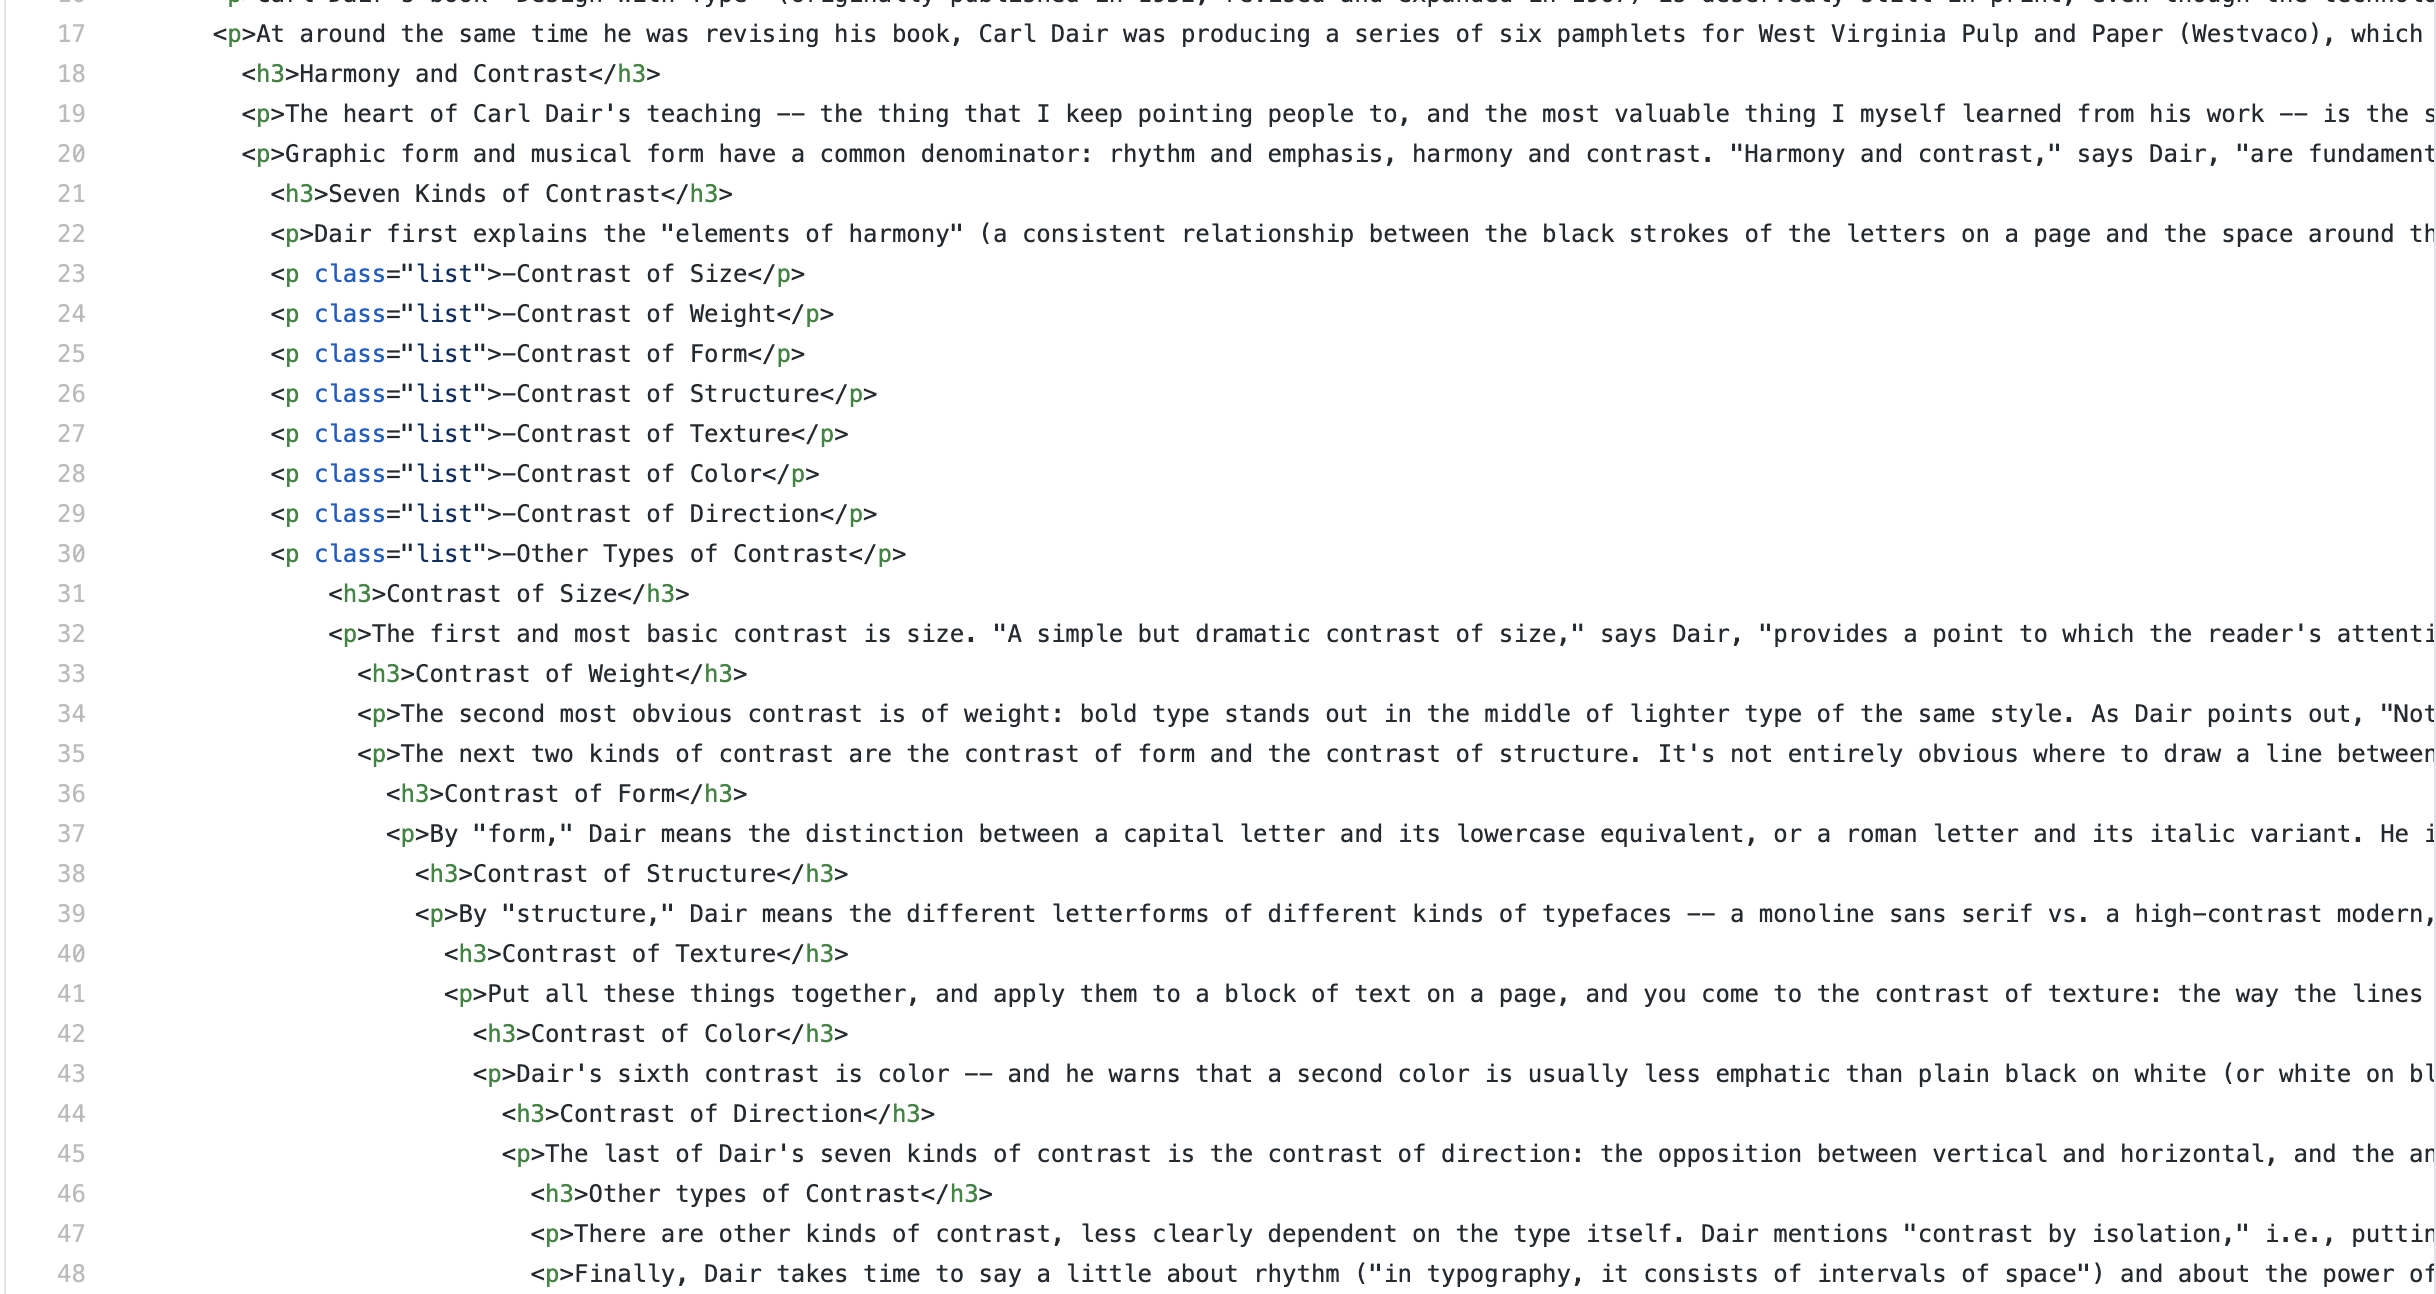 17 <p>At around the same time he was revising his book, Carl Dair was producing a series of six pamphlets for West Virginia Pulp and Paper (Westvaco), which
18 <h3>Harmony and Contrast</h3>
19 <p>The heart of Carl Dair's teaching -- the thing that I keep pointing people to, and the most valuable thing I myself learned from his work -- is the s
20 <p>Graphic form and musical form have a common denominator: rhythm and emphasis, harmony and contrast. "Harmony and contrast," says Dair, "are fundament
21 <h3>Seven Kinds of Contrast</h3>
22 <p>Dair first explains the "elements of harmony" (a consistent relationship between the black strokes of the letters on a page and the space around th
23 <p class="list">-Contrast of Size</p>
24 <p class="list">-Contrast of Weight</p>
25 <p class="list">-Contrast of Form</p>
26 <p class="list">-Contrast of Structure</p>
27 <p class="list">-Contrast of Texture</p>
28 <p class="list">-Contrast of Color</p>
29 <p class="list">-Contrast of Direction</p>
30 <p class="list">-Other Types of Contrast</p>
31 <h3>Contrast of Size</h3>
32 <p>The first and most basic contrast is size. "A simple but dramatic contrast of size," says Dair, "provides a point to which the reader's attenti
33 <h3>Contrast of Weight</h3>
34 <p>The second most obvious contrast is of weight: bold type stands out in the middle of lighter type of the same style. As Dair points out, "Not
35 <p>The next two kinds of contrast are the contrast of form and the contrast of structure. It's not entirely obvious where to draw a line between
36 <h3>Contrast of Form</h3>
37 <p>By "form," Dair means the distinction between a capital letter and its lowercase equivalent, or a roman letter and its italic variant. He i
38 <h3>Contrast of Structure</h3>
39 <p>By "structure," Dair means the different letterforms of different kinds of typefaces -- a monoline sans serif vs. a high-contrast modern,
40 <h3>Contrast of Texture</h3>
41 <p>Put all these things together, and apply them to a block of text on a page, and you come to the contrast of texture: the way the lines
42 <h3>Contrast of Color</h3>
43 <p>Dair's sixth contrast is color -- and he warns that a second color is usually less emphatic than plain black on white (or white on bl
44 <h3>Contrast of Direction</h3>
45 <p>The last of Dair's seven kinds of contrast is the contrast of direction: the opposition between vertical and horizontal, and the an
46 <h3>Other types of Contrast</h3>
47 <p>There are other kinds of contrast, less clearly dependent on the type itself. Dair mentions "contrast by isolation," i.e., puttin
48 <p>Finally, Dair takes time to say a little about rhythm ("in typography, it consists of intervals of space") and about the power of